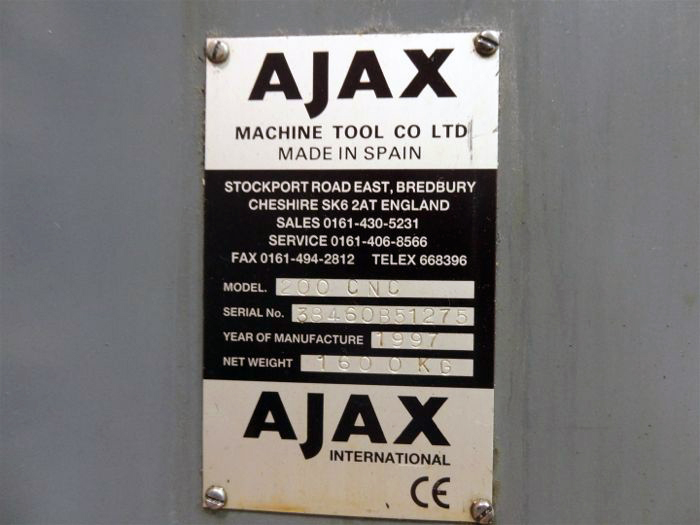 AJAX
MACHINE TOOL CO LTD
MADE IN SPAIN
STOCKPORT ROAD EAST, BREDBURY
CHESHIRE SK6 2AT ENGLAND
SALES 0161-430-5231
SERVICE 0161-406-8566
FAX 0161-494-2812 TELEX 668396
MODEL. 200 CNC
SERIAL No. 38460B51275
YEAR OF MANUFACTURE 1997
NET WEIGHT 1600 KG
AJAX
INTERNATIONAL
CE